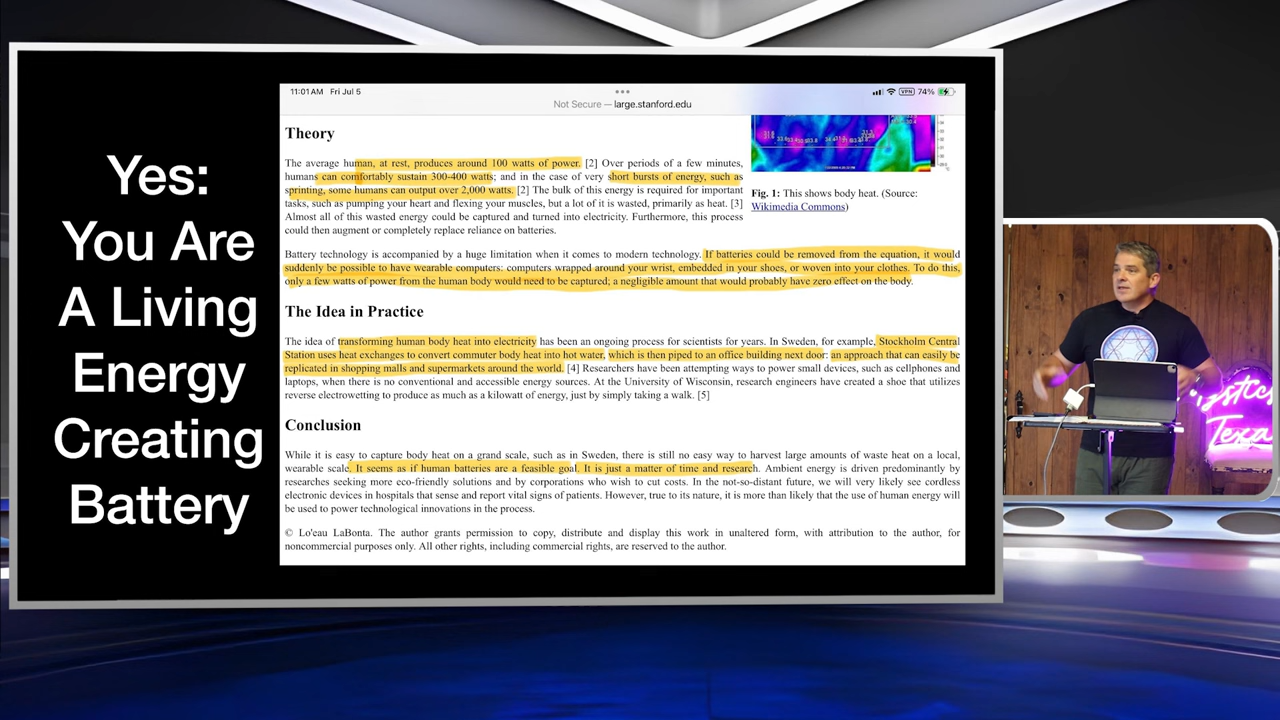 Yes:
You Are
A Living
Energy
Creating
Battery
11:01 AM Fri Jul 5
VPN 74%
Not Secure — large.stanford.edu
Theory
The average human, at rest, produces around 100 watts of power. [2] Over periods of a few minutes,
humans can comfortably sustain 300-400 watts; and in the case of very short bursts of energy, such as
sprinting, some humans can output over 2,000 watts. [2] The bulk of this energy is required for important
tasks, such as pumping your heart and flexing your muscles, but a lot of it is wasted, primarily as heat. [3]
Almost all of this wasted energy could be captured and turned into electricity. Furthermore, this process
could then augment or completely replace reliance on batteries.
Fig. 1: This shows body heat. (Source:
Wikimedia Commons)
Battery technology is accompanied by a huge limitation when it comes to modern technology. If batteries could be removed from the equation, it would
suddenly be possible to have wearable computers: computers wrapped around your wrist, embedded in your shoes, or woven into your clothes. To do this,
only a few watts of power from the human body would need to be captured; a negligible amount that would probably have zero effect on the body.
The Idea in Practice
The idea of transforming human body heat into electricity has been an ongoing process for scientists for years. In Sweden, for example, Stockholm Central
Station uses heat exchanges to convert commuter body heat into hot water, which is then piped to an office building next door: an approach that can easily be
replicated in shopping malls and supermarkets around the world. [4] Researchers have been attempting ways to power small devices, such as cellphones and
laptops, when there is no conventional and accessible energy sources. At the University of Wisconsin, research engineers have created a shoe that utilizes
reverse electrowetting to produce as much as a kilowatt of energy, just by simply taking a walk. [5]
Conclusion
While it is easy to capture body heat on a grand scale, such as in Sweden, there is still no easy way to harvest large amounts of waste heat on a local,
wearable scale. It seems as if human batteries are a feasible goal. It is just a matter of time and research. Ambient energy is driven predominantly by
researches seeking more eco-friendly solutions and by corporations who wish to cut costs. In the not-so-distant future, we will very likely see cordless
electronic devices in hospitals that sense and report vital signs of patients. However, true to its nature, it is more than likely that the use of human energy will
be used to power technological innovations in the process.
© Lo'eau LaBonta. The author grants permission to copy, distribute and display this work in unaltered form, with attribution to the author, for
noncommercial purposes only. All other rights, including commercial rights, are reserved to the author.